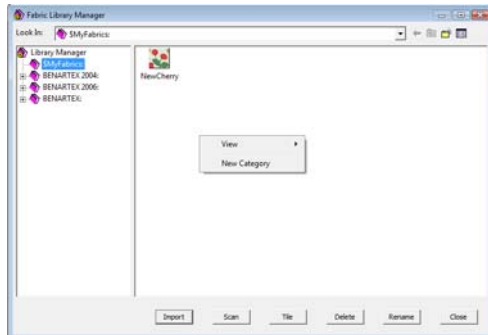 Fabric Library Manager
Look In: $MyFabrics:
Library Manager
$MyFabrics:
BENARTEX 2004:
BENARTEX 2006:
BENARTEX:
NewCherry
View
New Category
Import Scan Tile Delete Rename Close